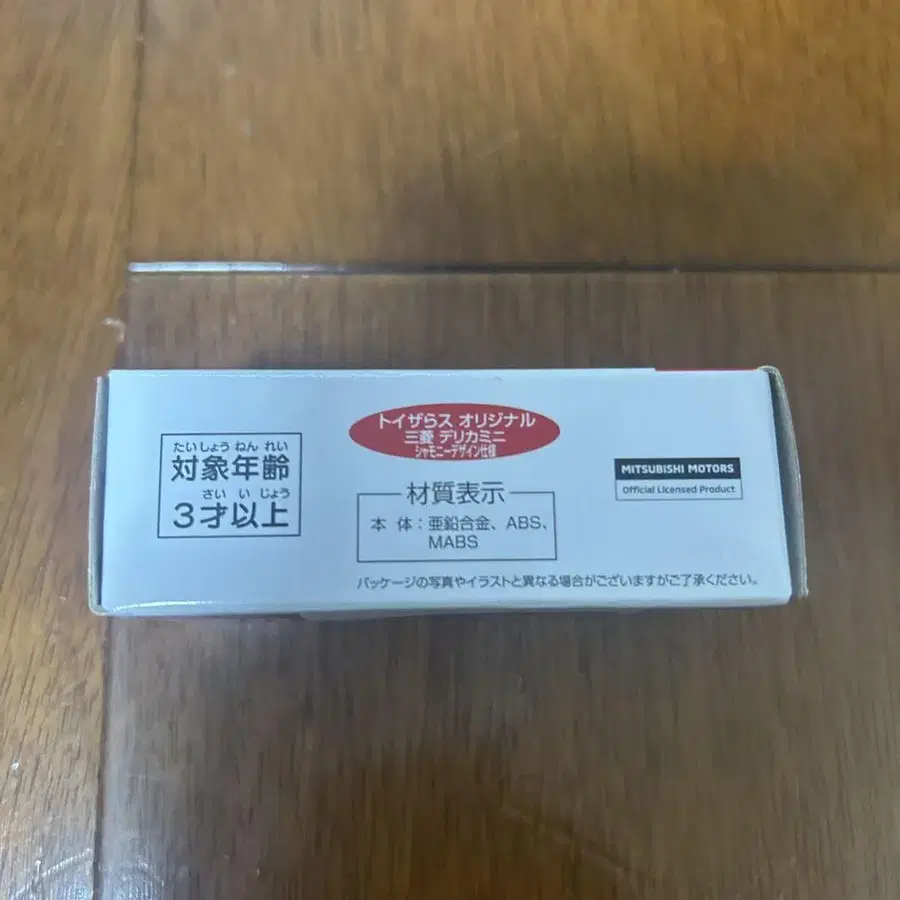 たいしょうねんれい
対象年齢
さいいじょう
3才以上
トイザらス オリジナル
三菱 デリカミニ
シャモニーデザイン仕様
材質表示
本 体：亜鉛合金、ABS、
MABS
MITSUBISHI MOTORS
Official Licensed Product
パッケージの写真やイラストと異なる場合がございますがご了承ください。